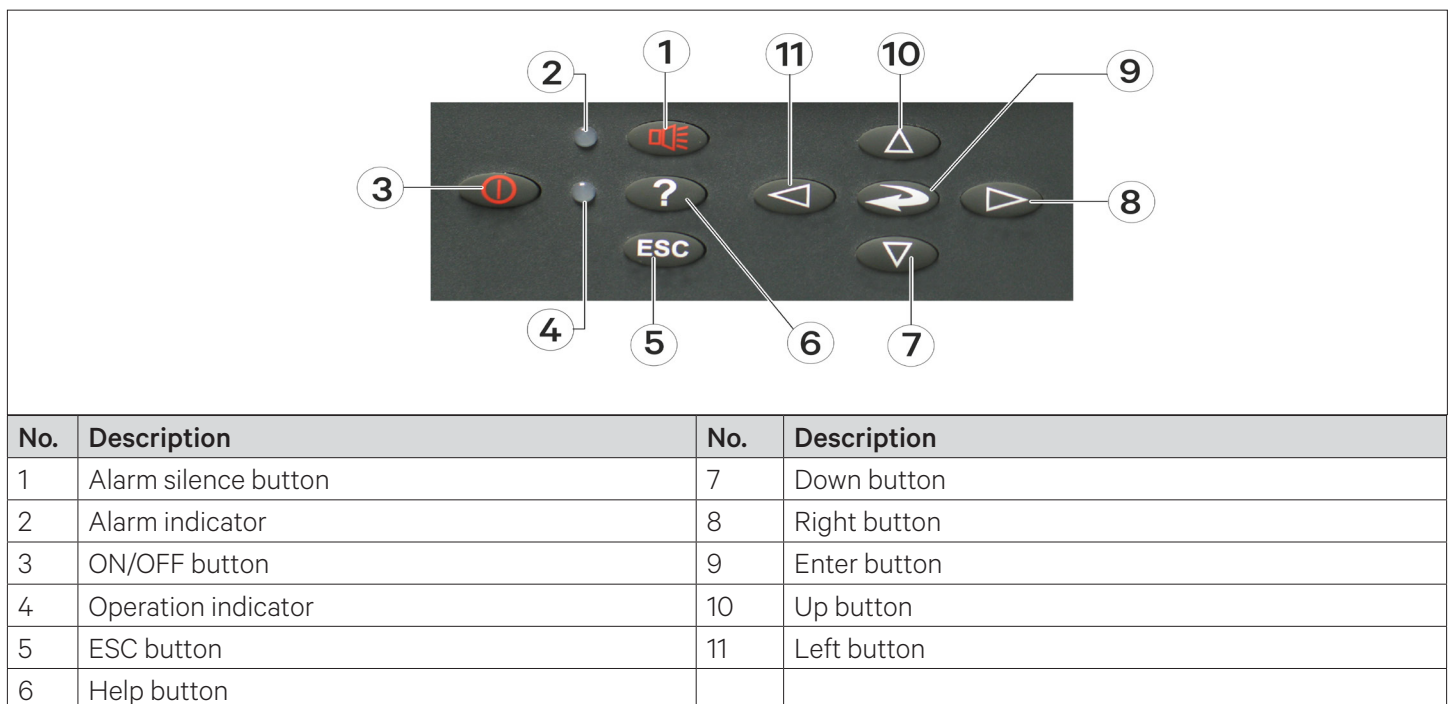 1
11
10
2
9
3
?
8
ESC
4
5
6
7
No. Description No. Description
1 Alarm silence button 7 Down button
2 Alarm indicator 8 Right button
3 ON/OFF button 9 Enter button
4 Operation indicator 10 Up button
5 ESC button 11 Left button
6 Help button